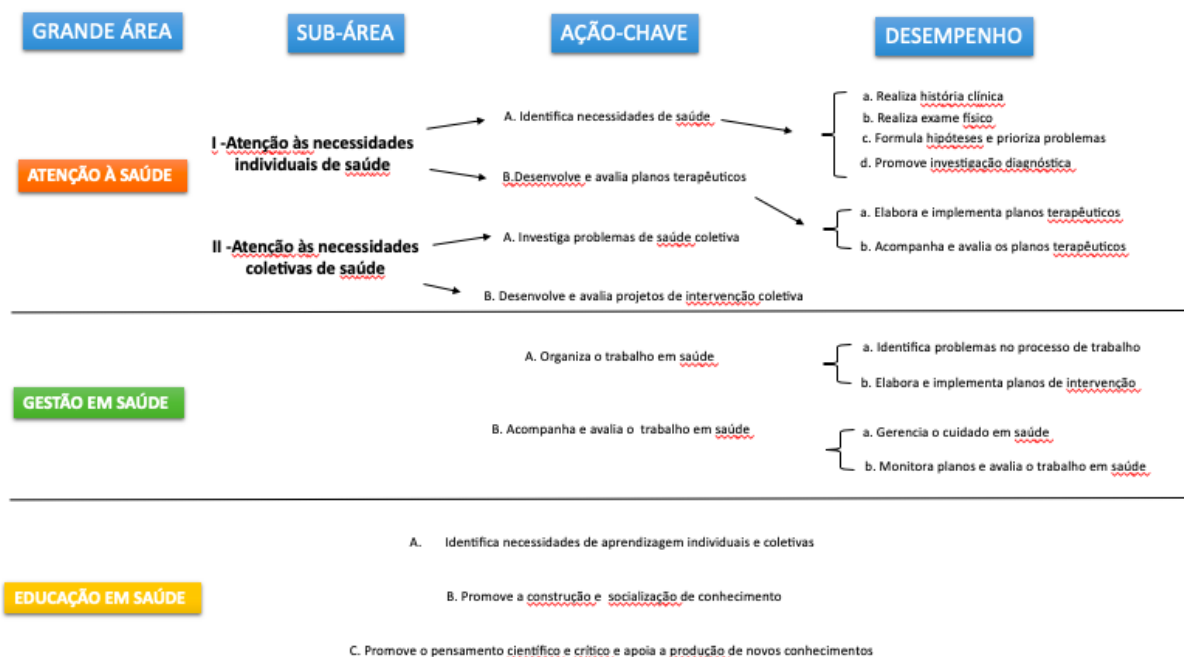 GRANDE ÁREA
SUB-ÁREA
AÇÃO-CHAVE
DESEMPENHO
ATENÇÃO À SAÚDE
I -Atenção às necessidades
individuais de saúde
A. Identifica necessidades de saúde
a. Realiza história clínica
b. Realiza exame físico
c. Formula hipóteses e prioriza problemas
d. Promove investigação diagnóstica
B.Desenvolve e avalia planos terapêuticos
a. Elabora e implementa planos terapêuticos
b. Acompanha e avalia os planos terapêuticos
II -Atenção às necessidades
coletivas de saúde
A. Investiga problemas de saúde coletiva
B. Desenvolve e avalia projetos de intervenção coletiva
GESTÃO EM SAÚDE
A. Organiza o trabalho em saúde
a. Identifica problemas no processo de trabalho
b. Elabora e implementa planos de intervenção
B. Acompanha e avalia o trabalho em saúde
a. Gerencia o cuidado em saúde
b. Monitora planos e avalia o trabalho em saúde
EDUCAÇÃO EM SAÚDE
A. Identifica necessidades de aprendizagem individuais e coletivas
B. Promove a construção e socialização de conhecimento
C. Promove o pensamento científico e crítico e apoia a produção de novos conhecimentos